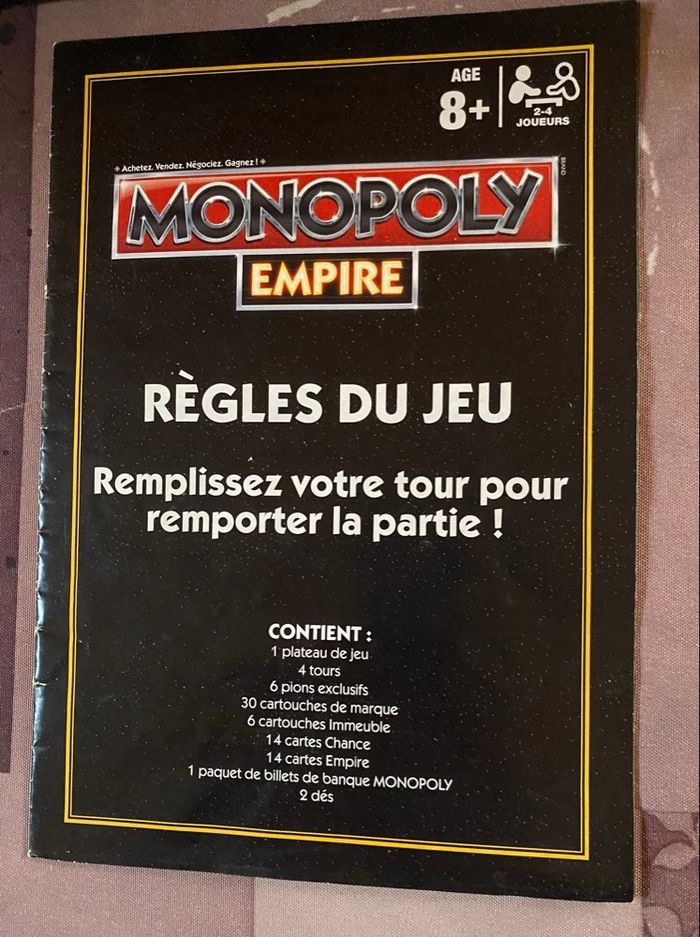 AGE
8+
2-4
JOUEURS
Achetez. Vendez. Négociez. Gagnez !
BRAND
MONOPOLY
EMPIRE
RÈGLES DU JEU
Remplissez votre tour pour
remporter la partie !
CONTIENT :
1 plateau de jeu
4 tours
6 pions exclusifs
30 cartouches de marque
6 cartouches Immeuble
14 cartes Chance
14 cartes Empire
1 paquet de billets de banque MONOPOLY
2 dés